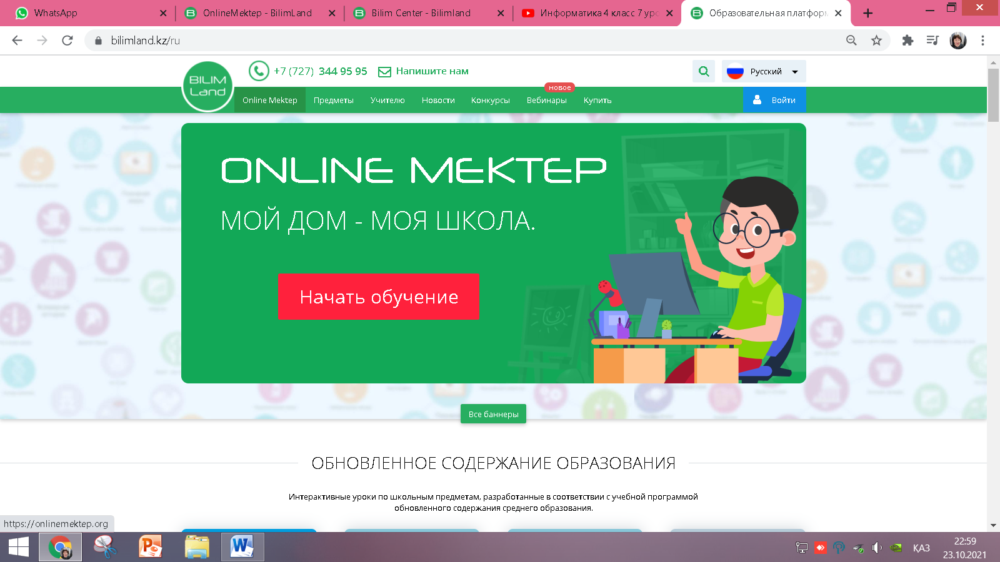 WhatsApp
OnlineMektep - BilimLand
Bilim Center - Bilimland
Информатика 4 класс 7 уро
Образовательная платформ
bilimland.kz/ru
BILIM
Land
+7 (727) 344 95 95
Напишите нам
Русский
новое
Online Mektep
Предметы
Учителю
Новости
Конкурсы
Вебинары
Купить
Войти
ONLINE MEKTEP
МОЙ ДОМ - МОЯ ШКОЛА.
Начать обучение
Все баннеры
ОБНОВЛЕННОЕ СОДЕРЖАНИЕ ОБРАЗОВАНИЯ
Интерактивные уроки по школьным предметам, разработанные в соответствии с учебной программой
обновленного содержания среднего образования.
https://onlinemektep.org
ҚАЗ
22:59
23.10.2021